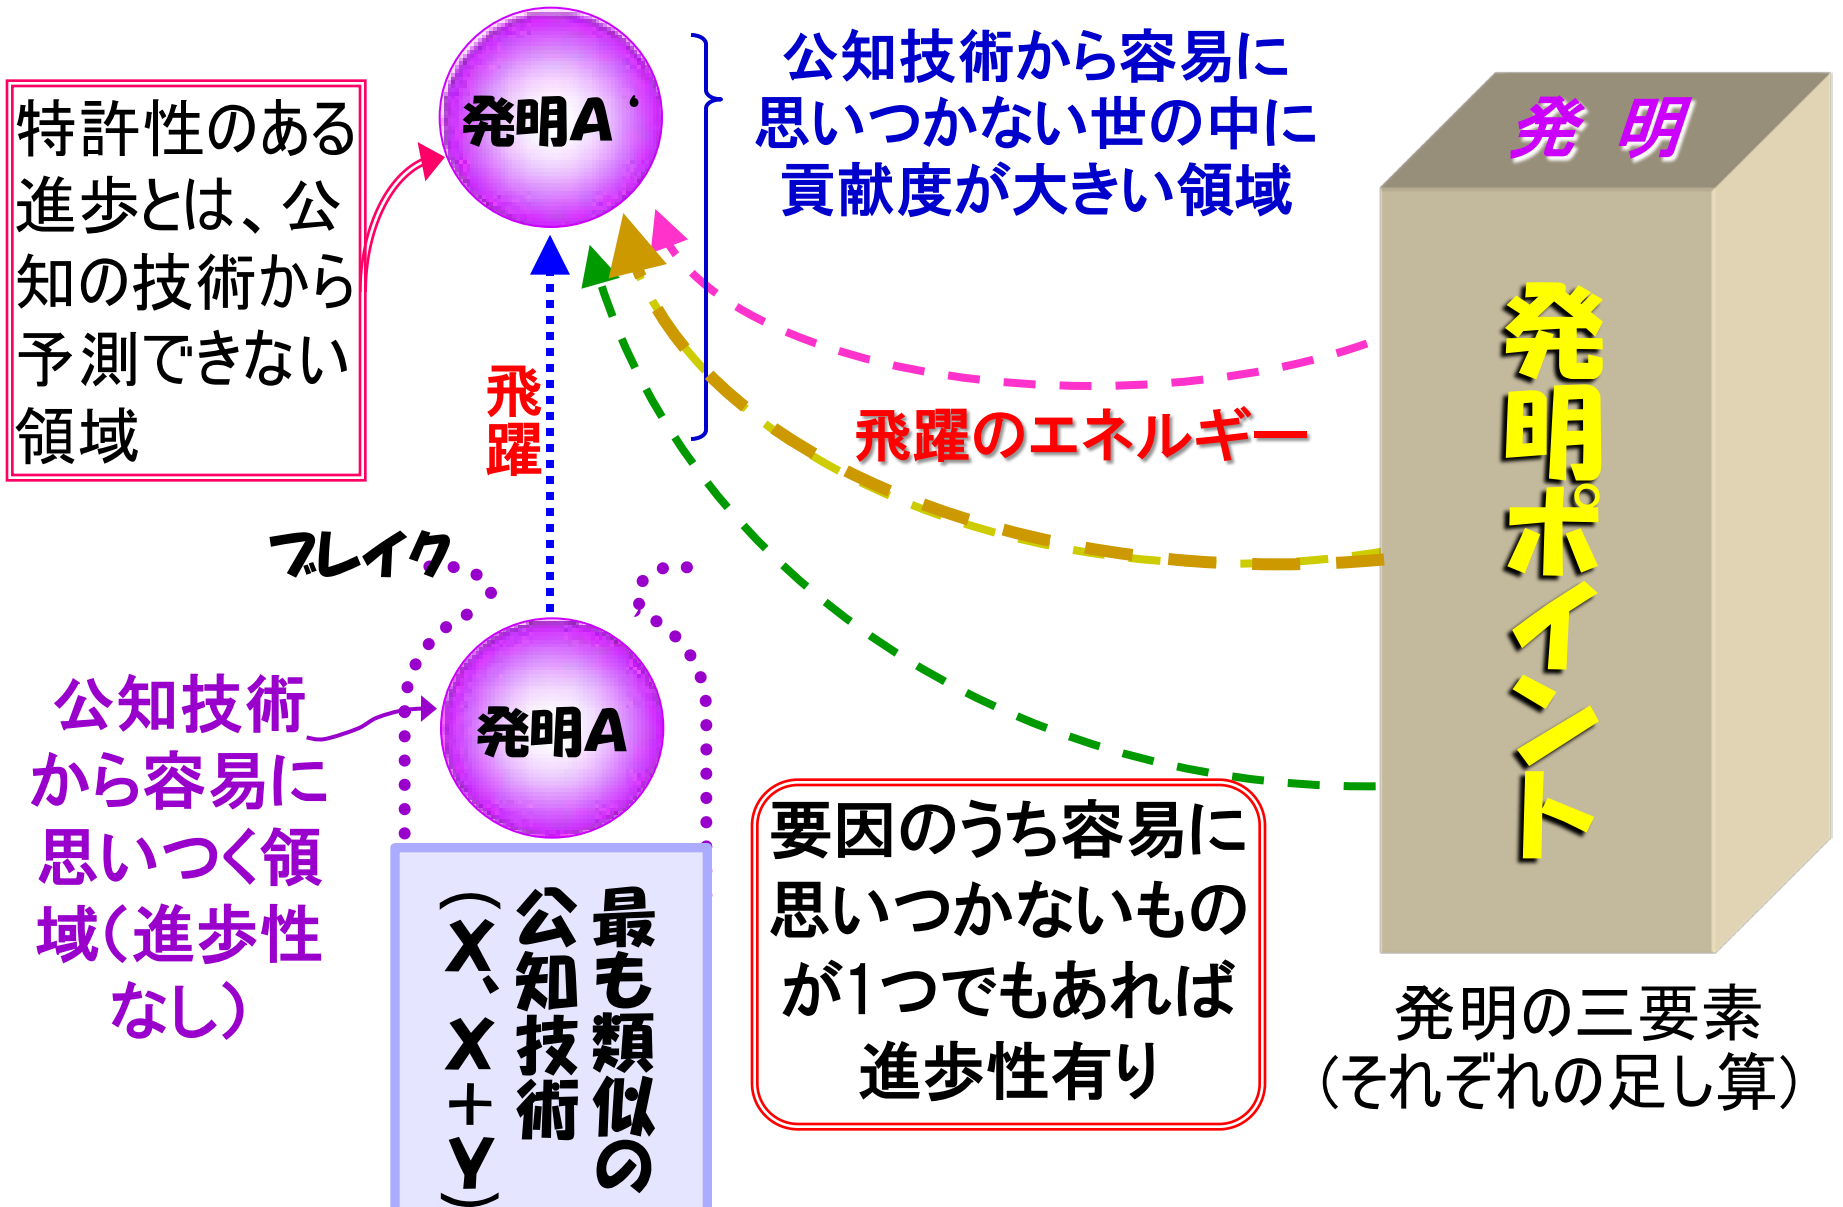 特許性のある
進歩とは、公
知の技術から
予測できない
領域
発明A‘
公知技術から容易に
思いつかない世の中に
貢献度が大きい領域
発 明
発明ポイント
飛躍
飛躍のエネルギー
ブレイク
発明A
公知技術
から容易に
思いつく領
域（進歩性
なし）
最も類似の
公知技術
（X、X＋Y）
要因のうち容易に
思いつかないもの
が1つでもあれば
進歩性有り
発明の三要素
（それぞれの足し算）